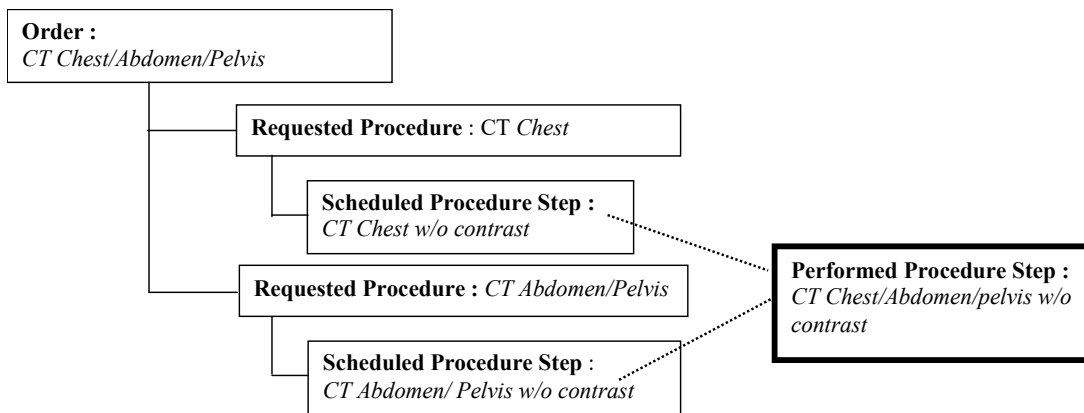 Order :
CT Chest/Abdomen/Pelvis
Requested Procedure : CT Chest
Scheduled Procedure Step :
CT Chest w/o contrast
Requested Procedure : CT Abdomen/Pelvis
Scheduled Procedure Step :
CT Abdomen/ Pelvis w/o contrast
Performed Procedure Step :
CT Chest/Abdomen/pelvis w/o
contrast